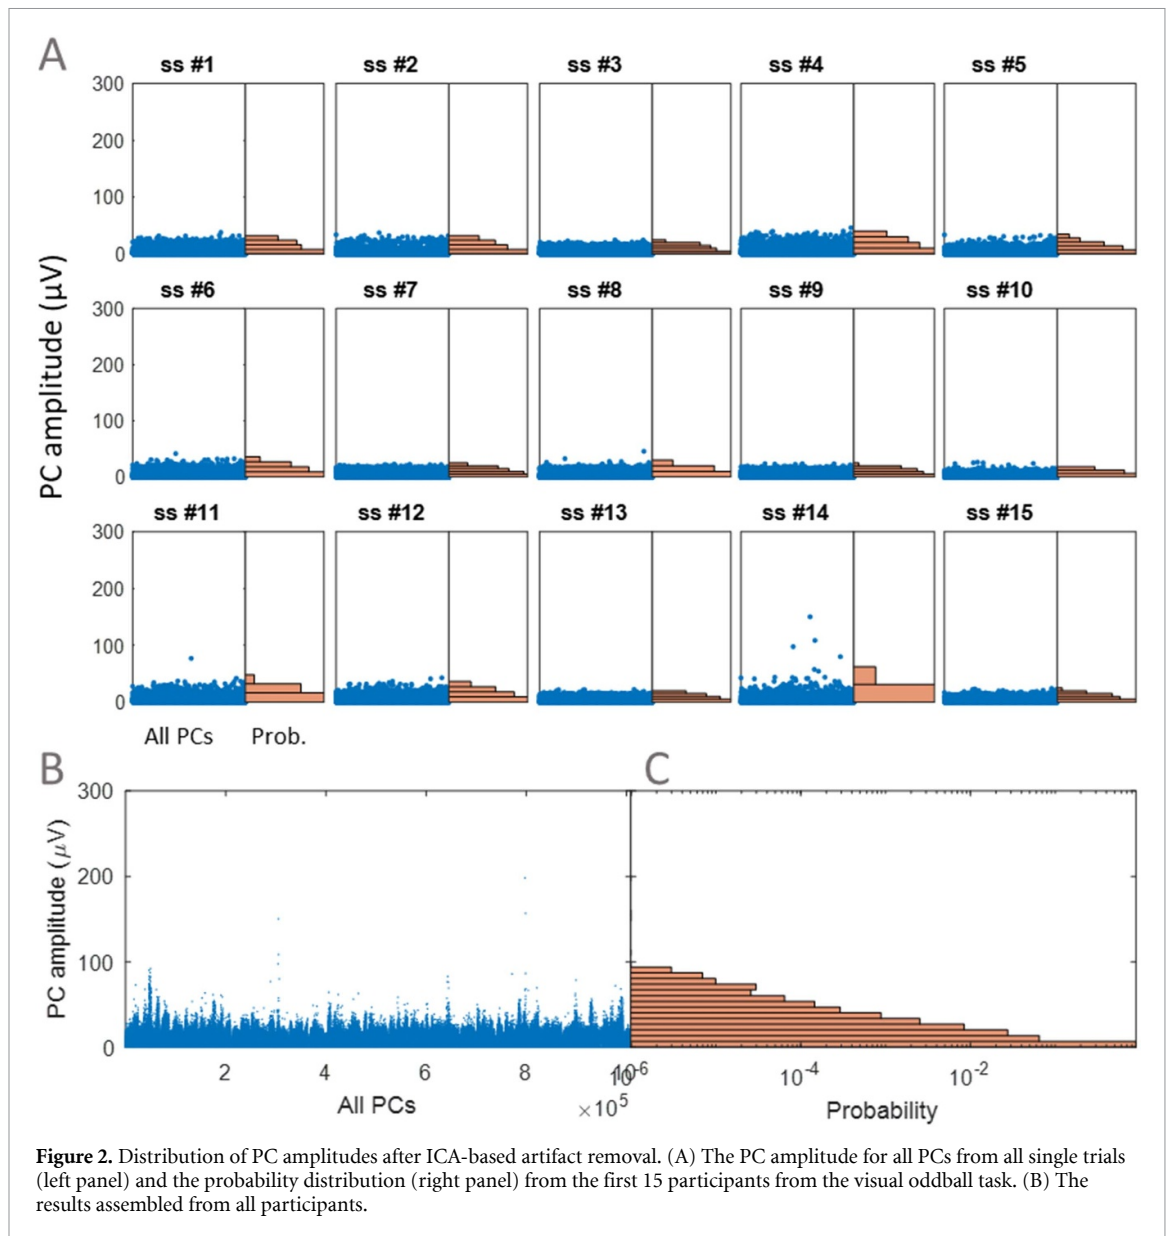 A
ss #1 ss #2 ss #3 ss #4 ss #5
300
200
100
0
ss #6 ss #7 ss #8 ss #9 ss #10
300
200
100
0
PC amplitude (µV)
ss #11 ss #12 ss #13 ss #14 ss #15
300
200
100
0
All PCs Prob.
B
300
200
100
0
PC amplitude (µV)
2 4 6 8 10
All PCs
×10⁵
C
10⁻⁶ 10⁻⁴ 10⁻²
Probability
Figure 2. Distribution of PC amplitudes after ICA-based artifact removal. (A) The PC amplitude for all PCs from all single trials
(left panel) and the probability distribution (right panel) from the first 15 participants from the visual oddball task. (B) The
results assembled from all participants.